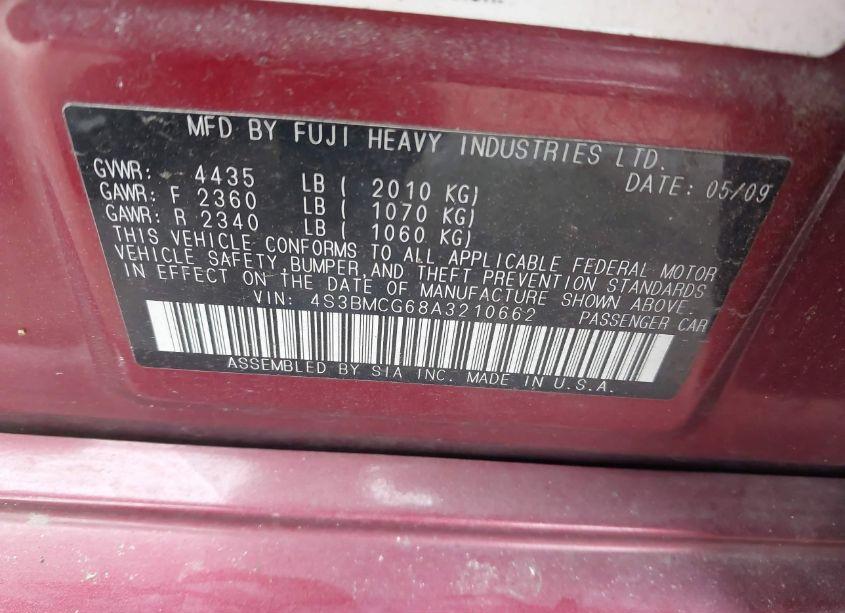 MFD BY FUJI HEAVY INDUSTRIES LTD.
GVWR: 4435 LB ( 2010 KG) DATE: 05/09
GAWR: F 2360 LB ( 1070 KG)
GAWR: R 2340 LB ( 1060 KG)
THIS VEHICLE CONFORMS TO ALL APPLICABLE FEDERAL MOTOR
VEHICLE SAFETY, BUMPER, AND THEFT PREVENTION STANDARDS
IN EFFECT ON THE DATE OF MANUFACTURE SHOWN ABOVE.
VIN: 4S3BMCG68A3210662 PASSENGER CAR
ASSEMBLED BY SIA INC. MADE IN U.S.A.